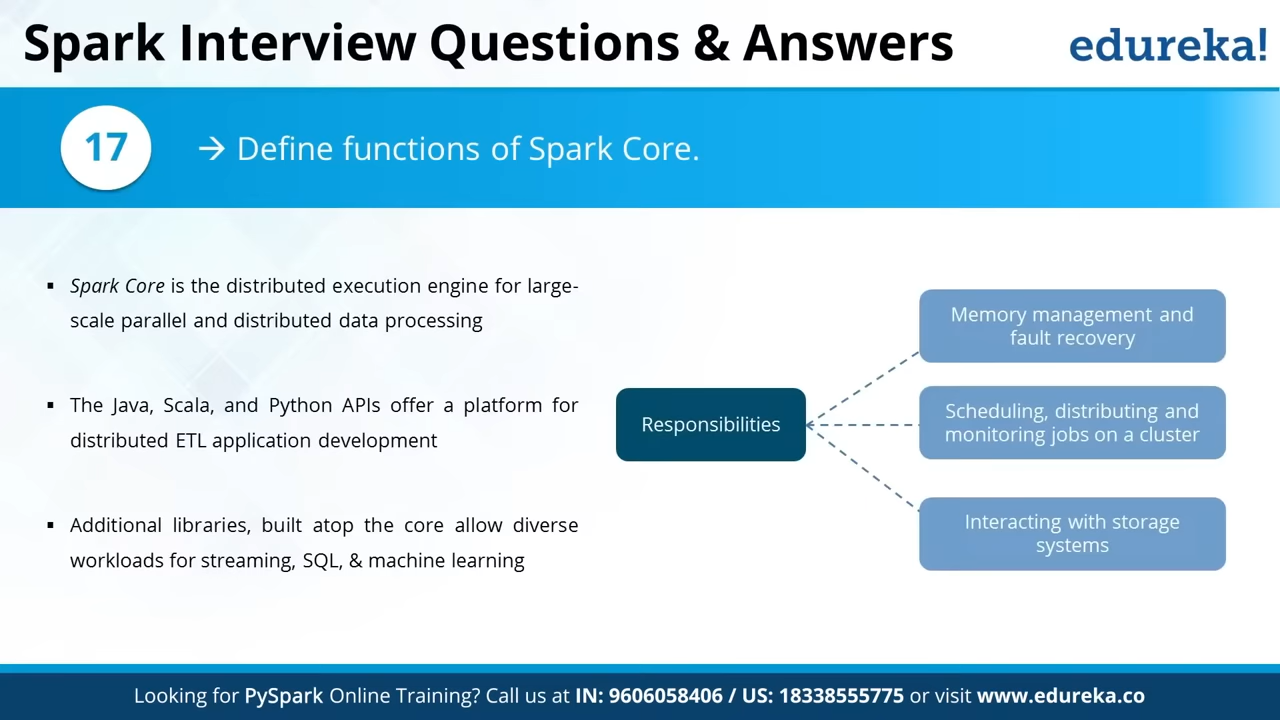 Spark Interview Questions & Answers
edureka!
17
→ Define functions of Spark Core.
▪ Spark Core is the distributed execution engine for large-
scale parallel and distributed data processing
▪ The Java, Scala, and Python APIs offer a platform for
distributed ETL application development
▪ Additional libraries, built atop the core allow diverse
workloads for streaming, SQL, & machine learning
Responsibilities
Memory management and
fault recovery
Scheduling, distributing and
monitoring jobs on a cluster
Interacting with storage
systems
Looking for PySpark Online Training? Call us at IN: 9606058406 / US: 18338555775 or visit www.edureka.co